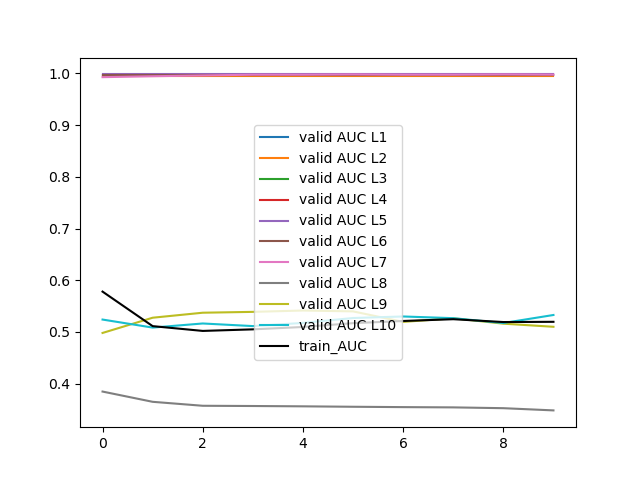 1.0
0.9
0.8
0.7
0.6
0.5
0.4
valid AUC L1
valid AUC L2
valid AUC L3
valid AUC L4
valid AUC L5
valid AUC L6
valid AUC L7
valid AUC L8
valid AUC L9
valid AUC L10
train_AUC
0 2 4 6 8